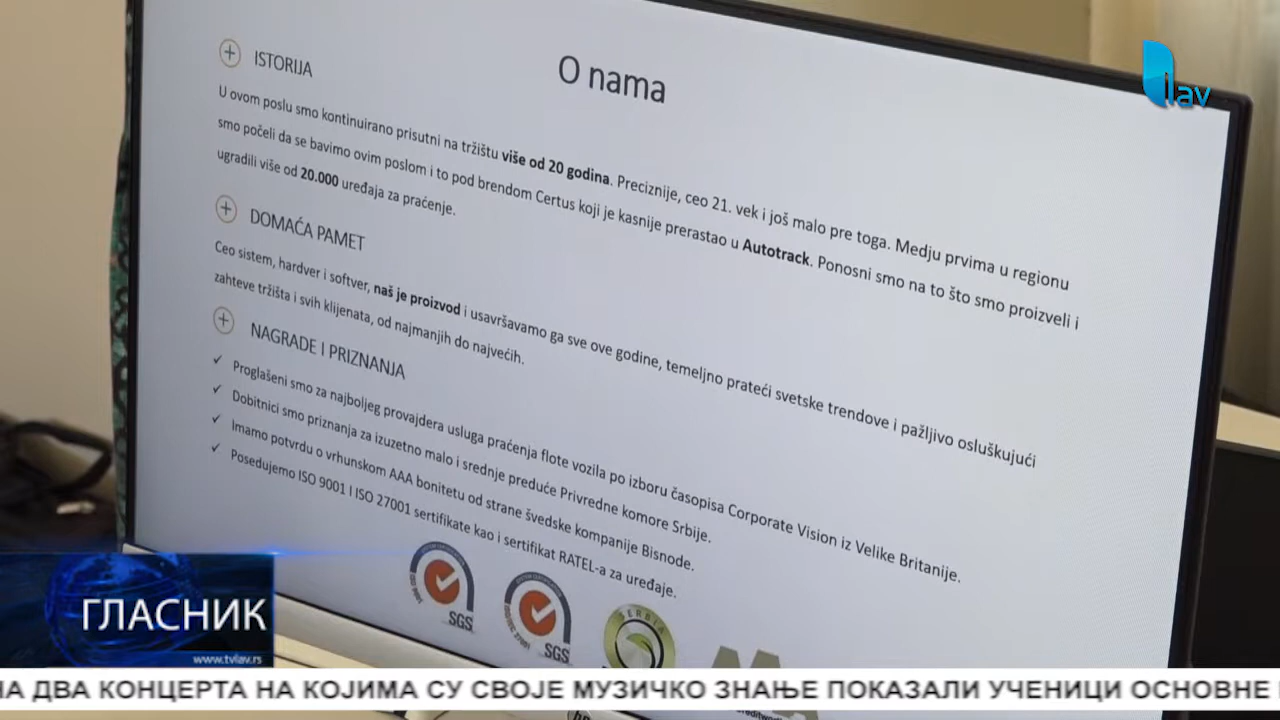 O nama
ISTORIJA
U ovom poslu smo kontinuirano prisutni na tržištu više od 20 godina. Preciznije, ceo 21. vek i još malo pre toga. Medju prvima u regionu
smo počeli da se bavimo ovim poslom i to pod brendom Certus koji je kasnije prerastao u Autotrack. Ponosni smo na to što smo proizveli i
ugradili više od 20.000 uređaja za praćenje.
DOMAĆA PAMET
Ceo sistem, hardver i softver, naš je proizvod i usavršavamo ga sve ove godine, temeljno prateći svetske trendove i pažljivo osluškujući
zahteve tržišta i svih klijenata, od najmanjih do najvećih.
NAGRADE I PRIZNANJA
Proglašeni smo za najboljeg provajdera usluga praćenja flote vozila po izboru časopisa Corporate Vision iz Velike Britanije.
Dobitnici smo priznanja za izuzetno malo i srednje preduće Privredne komore Srbije.
Imamo potvrdu o vrhunskom AAA bonitetu od strane švedske kompanije Bisnode.
Posedujemo ISO 9001 I ISO 27001 sertifikate kao i sertifikat RATEL-a za uređaje.
SGS
SGS
SERBIA
lav
ГЛАСНИК
www.tvlav.rs
НА ДВА КОНЦЕРТА НА КОЈИМА СУ СВОЈЕ МУЗИЧКО ЗНАЊЕ ПОКАЗАЛИ УЧЕНИЦИ ОСНОВНЕ
hp